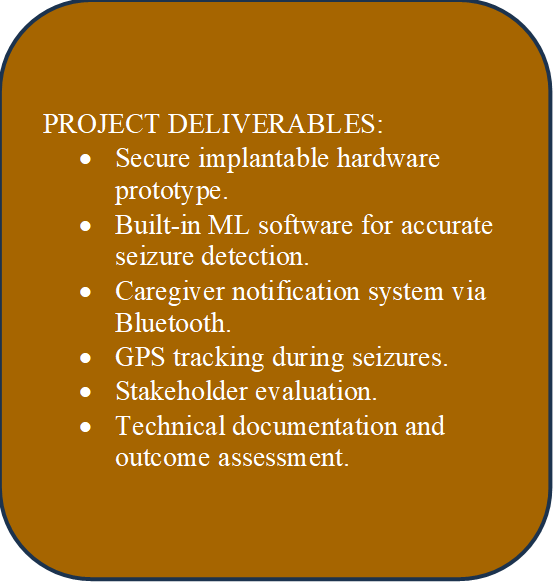 PROJECT DELIVERABLES:
• Secure implantable hardware
prototype.
• Built-in ML software for accurate
seizure detection.
• Caregiver notification system via
Bluetooth.
• GPS tracking during seizures.
• Stakeholder evaluation.
• Technical documentation and
outcome assessment.